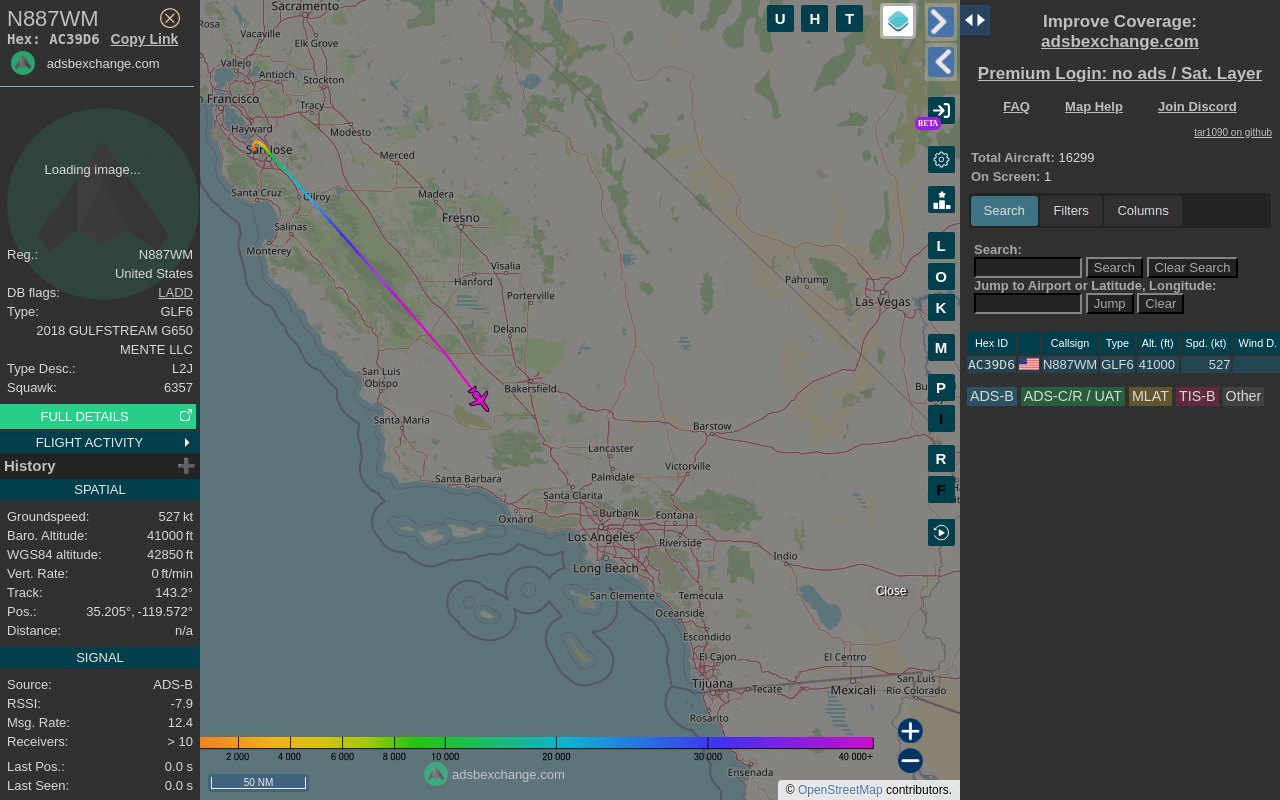 N887WM
Hex: AC39D6 Copy Link
adsbexchange.com
Loading image...
Reg.: N887WM
United States
DB flags: LADD
Type: GLF6
2018 GULFSTREAM G650
MENTE LLC
Type Desc.: L2J
Squawk: 6357
FULL DETAILS
FLIGHT ACTIVITY
History
SPATIAL
Groundspeed: 527 kt
Baro. Altitude: 41000 ft
WGS84 altitude: 42850 ft
Vert. Rate: 0 ft/min
Track: 143.2°
Pos.: 35.205°, -119.572°
Distance: n/a
SIGNAL
Source: ADS-B
RSSI: -7.9
Msg. Rate: 12.4
Receivers: > 10
Last Pos.: 0.0 s
Last Seen: 0.0 s
Sacramento
Rosa
Vacaville
Elk Grove
Vallejo
Antioch
Stockton
n Francisco
Tracy
Hayward
Modesto
San Jose
Merced
Santa Cruz
Gilroy
Madera
Salinas
Fresno
Monterey
Visalia
Hanford
Porterville
Pahrump
Las Vegas
Delano
San Luis
Obispo
Bakersfield
Santa Maria
Barstow
Lancaster
Victorville
Palmdale
Santa Barbara
Santa Clarita
Oxnard
Burbank
Fontana
Los Angeles
Riverside
Indio
Long Beach
San Clemente
Temecula
Oceanside
Escondido
El Cajon
El Centro
Tijuana
Tecate
Mexicali
San Luis
Río Colorado
Rosarito
Ensenada
U H T
BETA
L
O
K
M
P
I
R
F
Close
2 000 4 000 6 000 8 000 10 000 20 000 30 000 40 000+
50 NM
adsbexchange.com
© OpenStreetMap contributors.
Improve Coverage:
adsbexchange.com
Premium Login: no ads / Sat. Layer
FAQ Map Help Join Discord
tar1090 on github
Total Aircraft: 16299
On Screen: 1
Search Filters Columns
Search:
Search Clear Search
Jump to Airport or Latitude, Longitude:
Jump Clear
Hex ID Callsign Type Alt. (ft) Spd. (kt) Wind D.
AC39D6 N887WM GLF6 41000 527
ADS-B ADS-C/R / UAT MLAT TIS-B Other